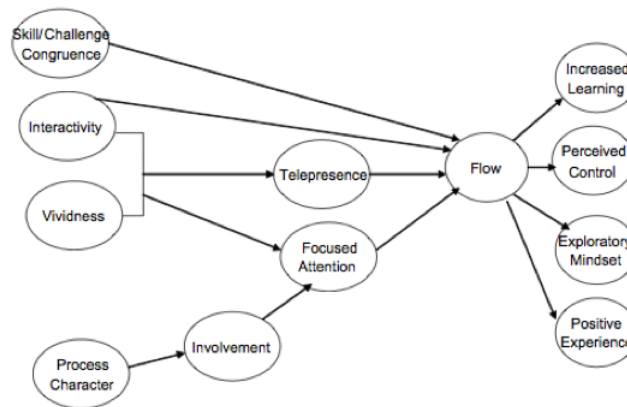 Skill/Challenge
Congruence
Interactivity
Vividness
Telepresence
Focused
Attention
Involvement
Process
Character
Flow
Increased
Learning
Perceived
Control
Exploratory
Mindset
Positive
Experience